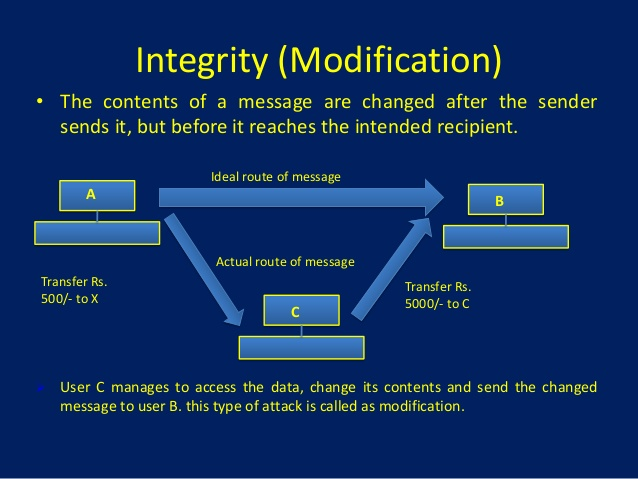 Integrity (Modification)
• The contents of a message are changed after the sender
sends it, but before it reaches the intended recipient.
Ideal route of message
A
B
Actual route of message
Transfer Rs.
500/- to X
Transfer Rs.
5000/- to C
C
User C manages to access the data, change its contents and send the changed
message to user B. this type of attack is called as modification.